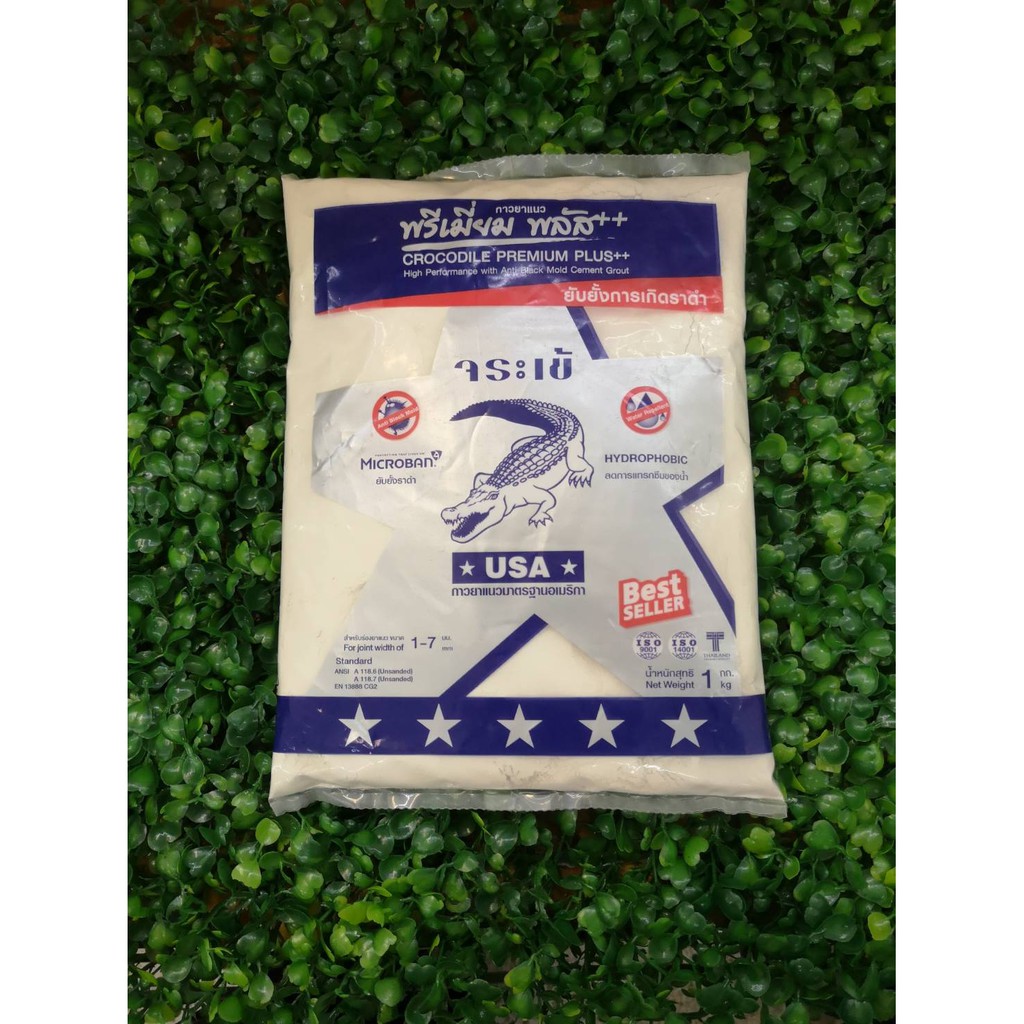 กาวยาแนว
พรีเมี่ยม พลัส++
CROCODILE PREMIUM PLUS++
High Performance with Anti Black Mold Cement Grout
ยับยั้งการเกิดราดำ
จระเข้
Anti Black Mold
Water Repellent
MICROBAN
ยับยั้งราดำ
HYDROPHOBIC
ลดการแทรกซึมของน้ำ
★ USA ★
กาวยาแนวมาตรฐานอเมริกา
Best
SELLER
สำหรับร่องยาแนว ขนาด 1-7 มม.
For joint width of mm
Standard
ANSI A 118.6 (Unsanded)
A 118.7 (Unsanded)
EN 13888 CG2
ISO
9001
ISO
14001
T
THAILAND
น้ำหนักสุทธิ 1 กก.
Net Weight kg